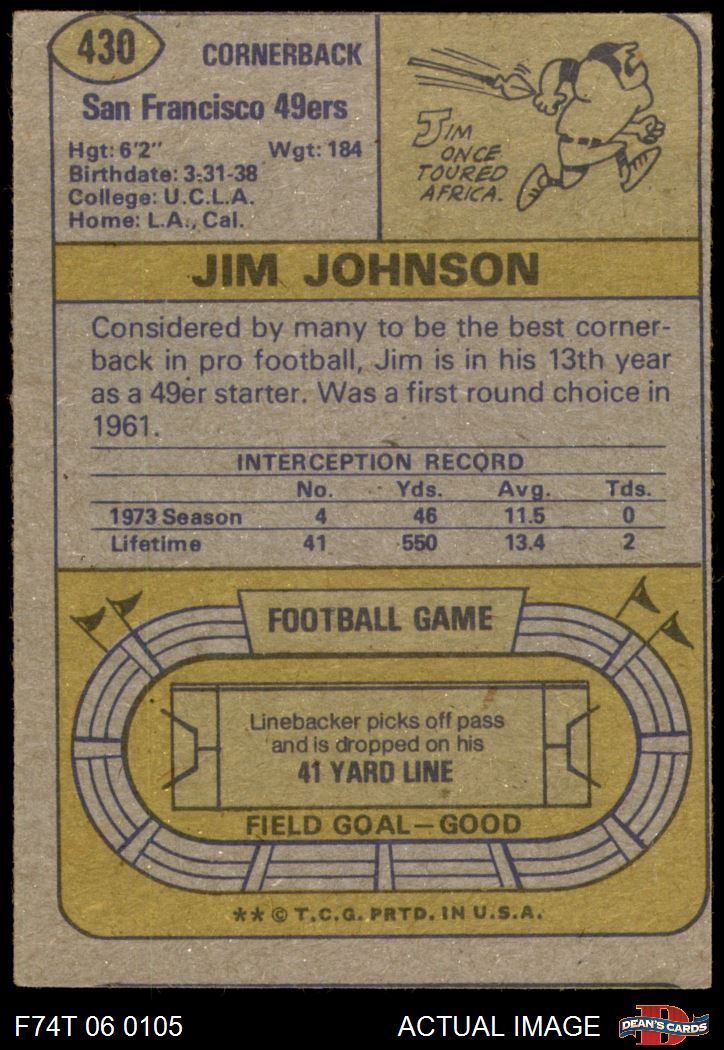 430
CORNERBACK
San Francisco 49ers
Hgt: 6'2" Wgt: 184
Birthdate: 3-31-38
College: U.C.L.A.
Home: L.A., Cal.
JIM
ONCE
TOURED
AFRICA.
JIM JOHNSON
Considered by many to be the best corner-
back in pro football, Jim is in his 13th year
as a 49er starter. Was a first round choice in
1961.
INTERCEPTION RECORD
No. Yds. Avg. Tds.
1973 Season 4 46 11.5 0
Lifetime 41 550 13.4 2
FOOTBALL GAME
Linebacker picks off pass
and is dropped on his
41 YARD LINE
FIELD GOAL—GOOD
** © T.C.G. PRTD. IN U.S.A.
F74T 06 0105 ACTUAL IMAGE
D
DEAN'S CARDS